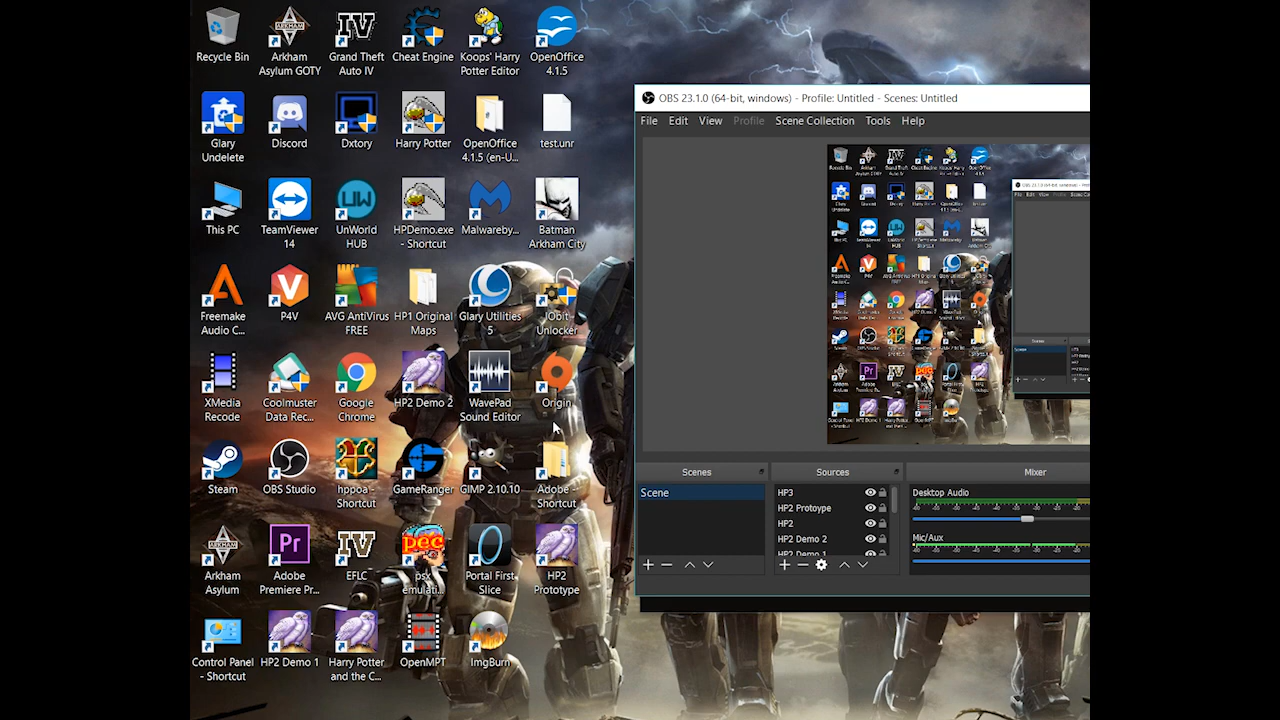 Recycle Bin
Arkham
Asylum GOTY
Grand Theft
Auto IV
Cheat Engine
Koops' Harry
Potter Editor
OpenOffice
4.1.5
Glary
Undelete
Discord
Dxtory
Harry Potter
OpenOffice
4.1.5 (en-U...
test.unr
This PC
TeamViewer
14
UnWorld
HUB
HPDemo.exe
- Shortcut
Malwareby...
Batman
Arkham City
Freemake
Audio C...
P4V
AVG AntiVirus
FREE
HP1 Original
Maps
Glary Utilities
5
IObit
Unlocker
XMedia
Recode
Coolmuster
Data Rec...
Google
Chrome
HP2 Demo 2
WavePad
Sound Editor
Origin
Steam
OBS Studio
hppoa -
Shortcut
GameRanger
GIMP 2.10.10
Adobe -
Shortcut
Arkham
Asylum
Adobe
Premiere Pr...
EFLC
psx
emulati...
Portal First
Slice
HP2
Prototype
Control Panel
- Shortcut
HP2 Demo 1
Harry Potter
and the C...
OpenMPT
ImgBurn
OBS 23.1.0 (64-bit, windows) - Profile: Untitled - Scenes: Untitled
File Edit View Profile Scene Collection Tools Help
Scenes
Scene
Sources
HP3
HP2 Protoype
HP2
HP2 Demo 2
HP2 Demo 1
Mixer
Desktop Audio
Mic/Aux